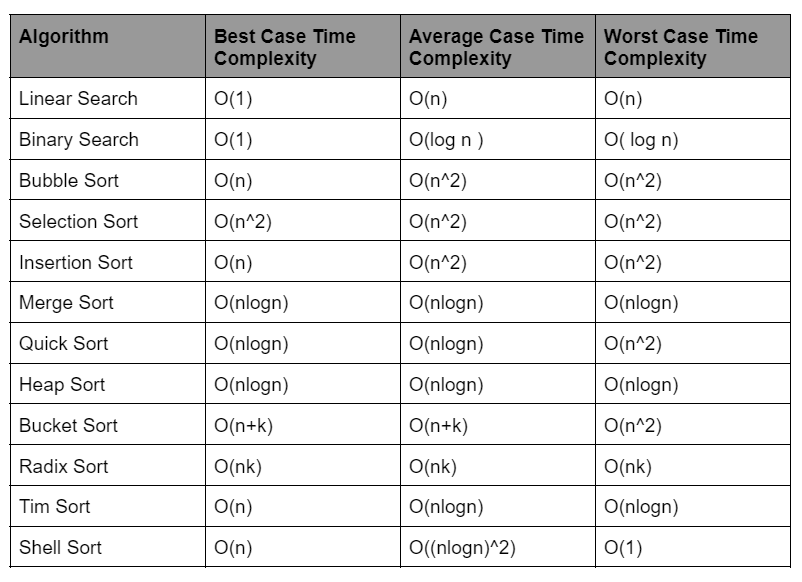 Algorithm Best Case Time Complexity Average Case Time Complexity Worst Case Time Complexity
Linear Search O(1) O(n) O(n)
Binary Search O(1) O(log n ) O( log n)
Bubble Sort O(n) O(n^2) O(n^2)
Selection Sort O(n^2) O(n^2) O(n^2)
Insertion Sort O(n) O(n^2) O(n^2)
Merge Sort O(nlogn) O(nlogn) O(nlogn)
Quick Sort O(nlogn) O(nlogn) O(n^2)
Heap Sort O(nlogn) O(nlogn) O(nlogn)
Bucket Sort O(n+k) O(n+k) O(n^2)
Radix Sort O(nk) O(nk) O(nk)
Tim Sort O(n) O(nlogn) O(nlogn)
Shell Sort O(n) O((nlogn)^2) O(1)